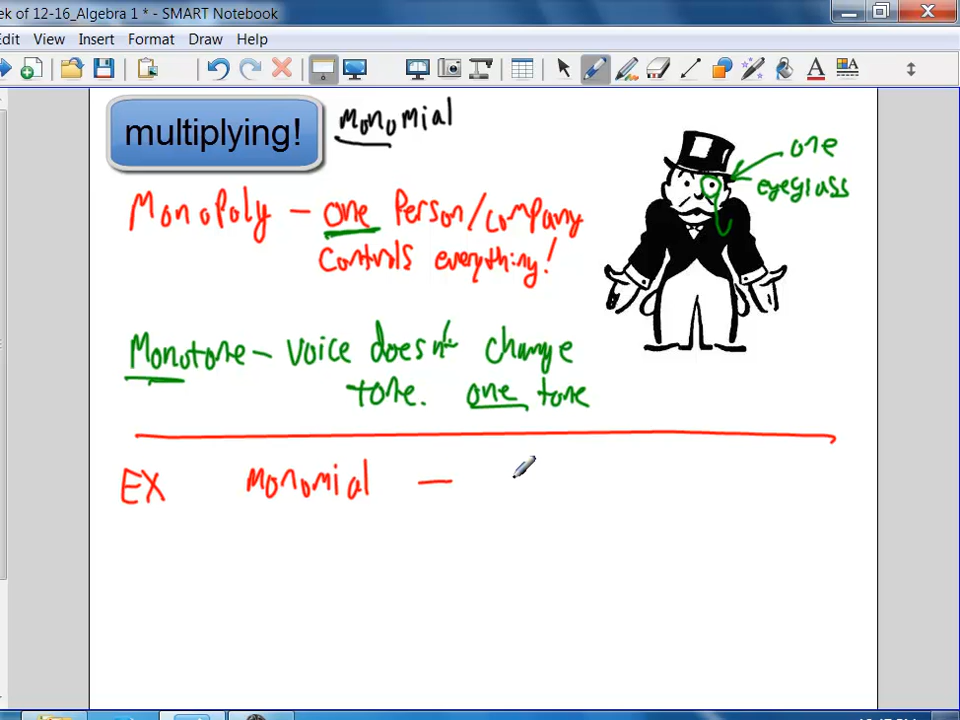 ek of 12-16_Algebra 1 * - SMART Notebook
Edit View Insert Format Draw Help
multiplying! Monomial
one
eyeglass
Monopoly - one Person/company
controls everything!
Monotone - Voice doesn't change
tone. one tone
EX Monomial -